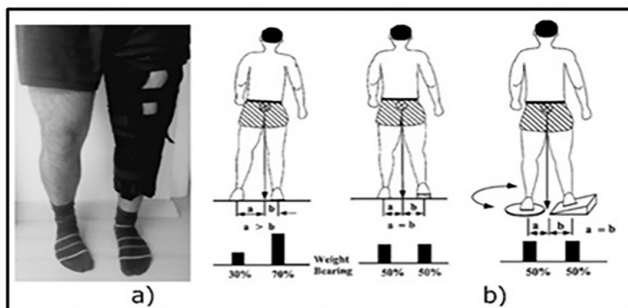 a b
a > b
30% 70%
Weight
Bearing
a b
a = b
50% 50%
a b a = b
50% 50%
a) b)